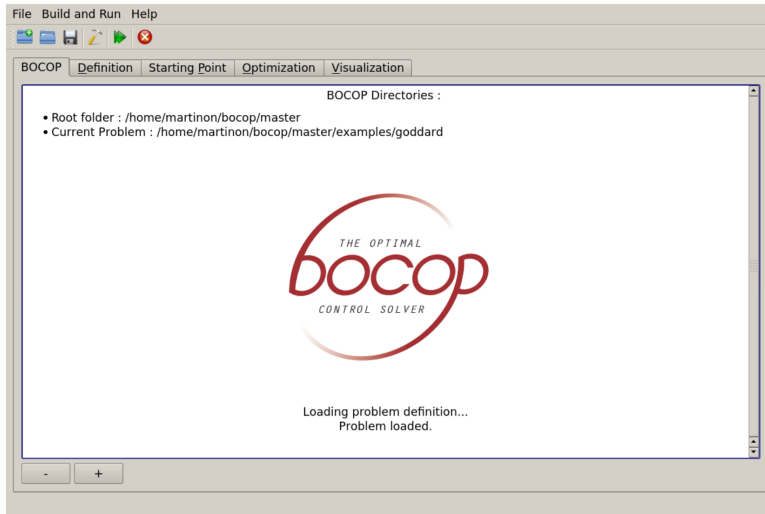 File Build and Run Help
BOCOP Definition Starting Point Optimization Visualization
BOCOP Directories :
• Root folder : /home/martinon/bocop/master
• Current Problem : /home/martinon/bocop/master/examples/goddard
THE OPTIMAL
bocop
CONTROL SOLVER
Loading problem definition...
Problem loaded.
- +